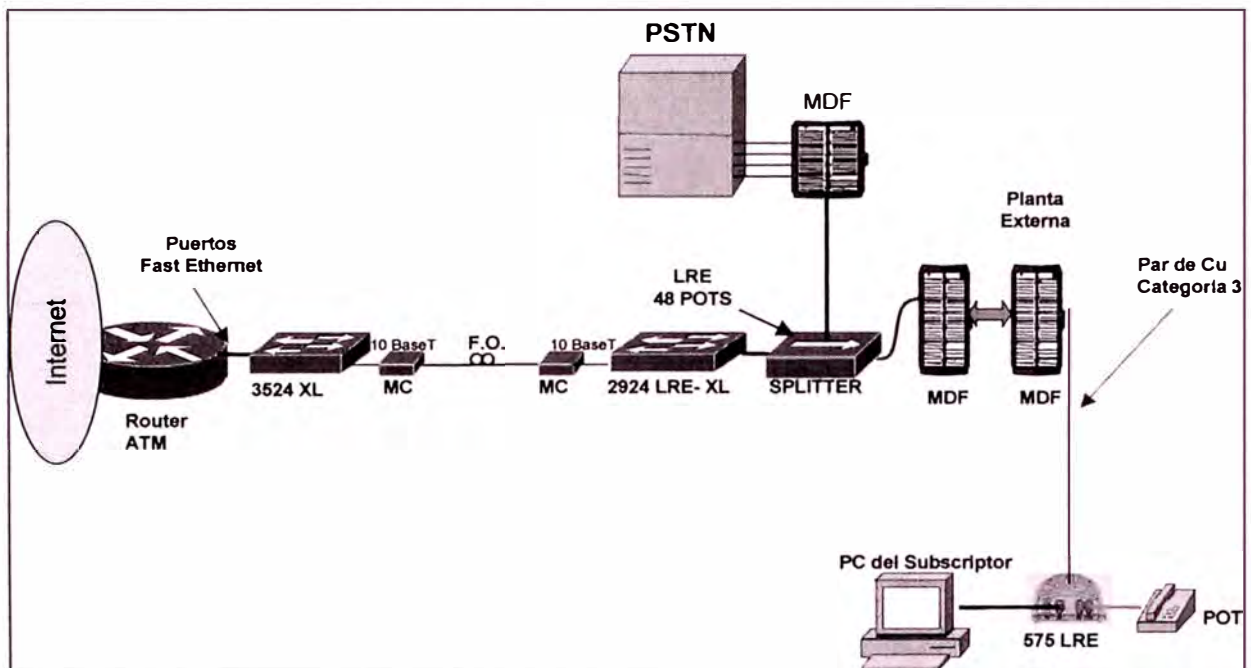 PSTN
MDF
Planta
Externa
Puertos
Fast Ethernet
LRE
48 POTS
Par de Cu
Categoría 3
Internet
10 BaseT
F.O.
10 BaseT
3524 XL
MC
MC
2924 LRE- XL
SPLITTER
MDF
MDF
Router
ATM
PC del Subscriptor
POT
575 LRE